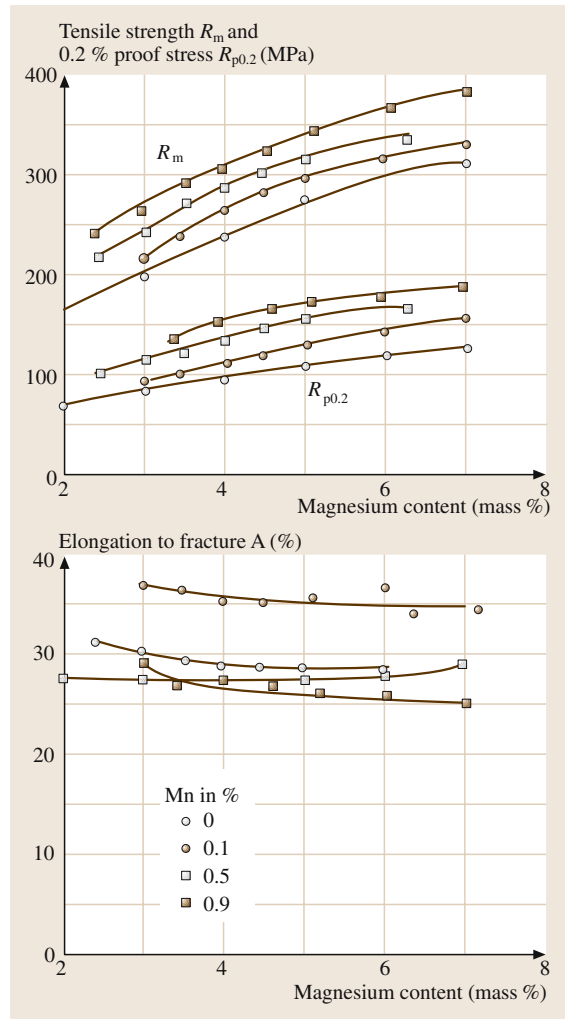 Tensile strength Rm and
0.2 % proof stress Rp0.2 (MPa)
400
300
200
100
0
Rm
Rp0.2
2
4
6
8
Magnesium content (mass %)
Elongation to fracture A (%)
40
30
20
10
0
Mn in %
0
0.1
0.5
0.9
2
4
6
8
Magnesium content (mass %)